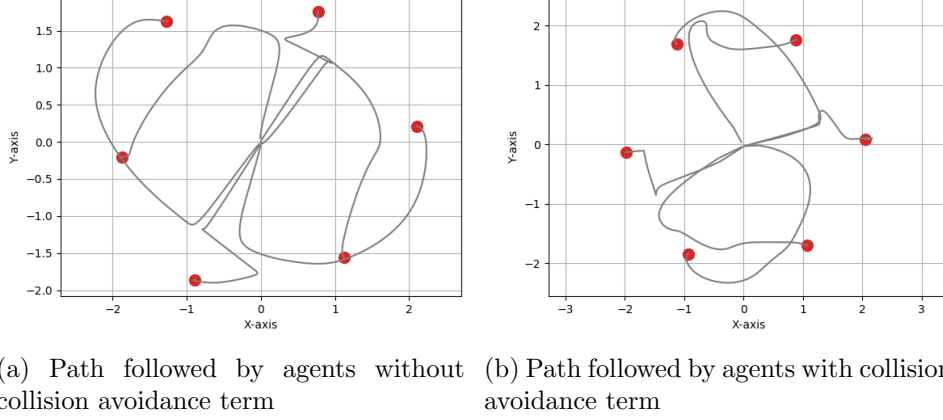 1.5
1.0
0.5
0.0
−0.5
−1.0
−1.5
−2.0
Y-axis
−2 −1 0 1 2
X-axis
2
1
0
−1
−2
Y-axis
−3 −2 −1 0 1 2 3
X-axis
a) Path followed by agents without
collision avoidance term
(b) Path followed by agents with collision
avoidance term